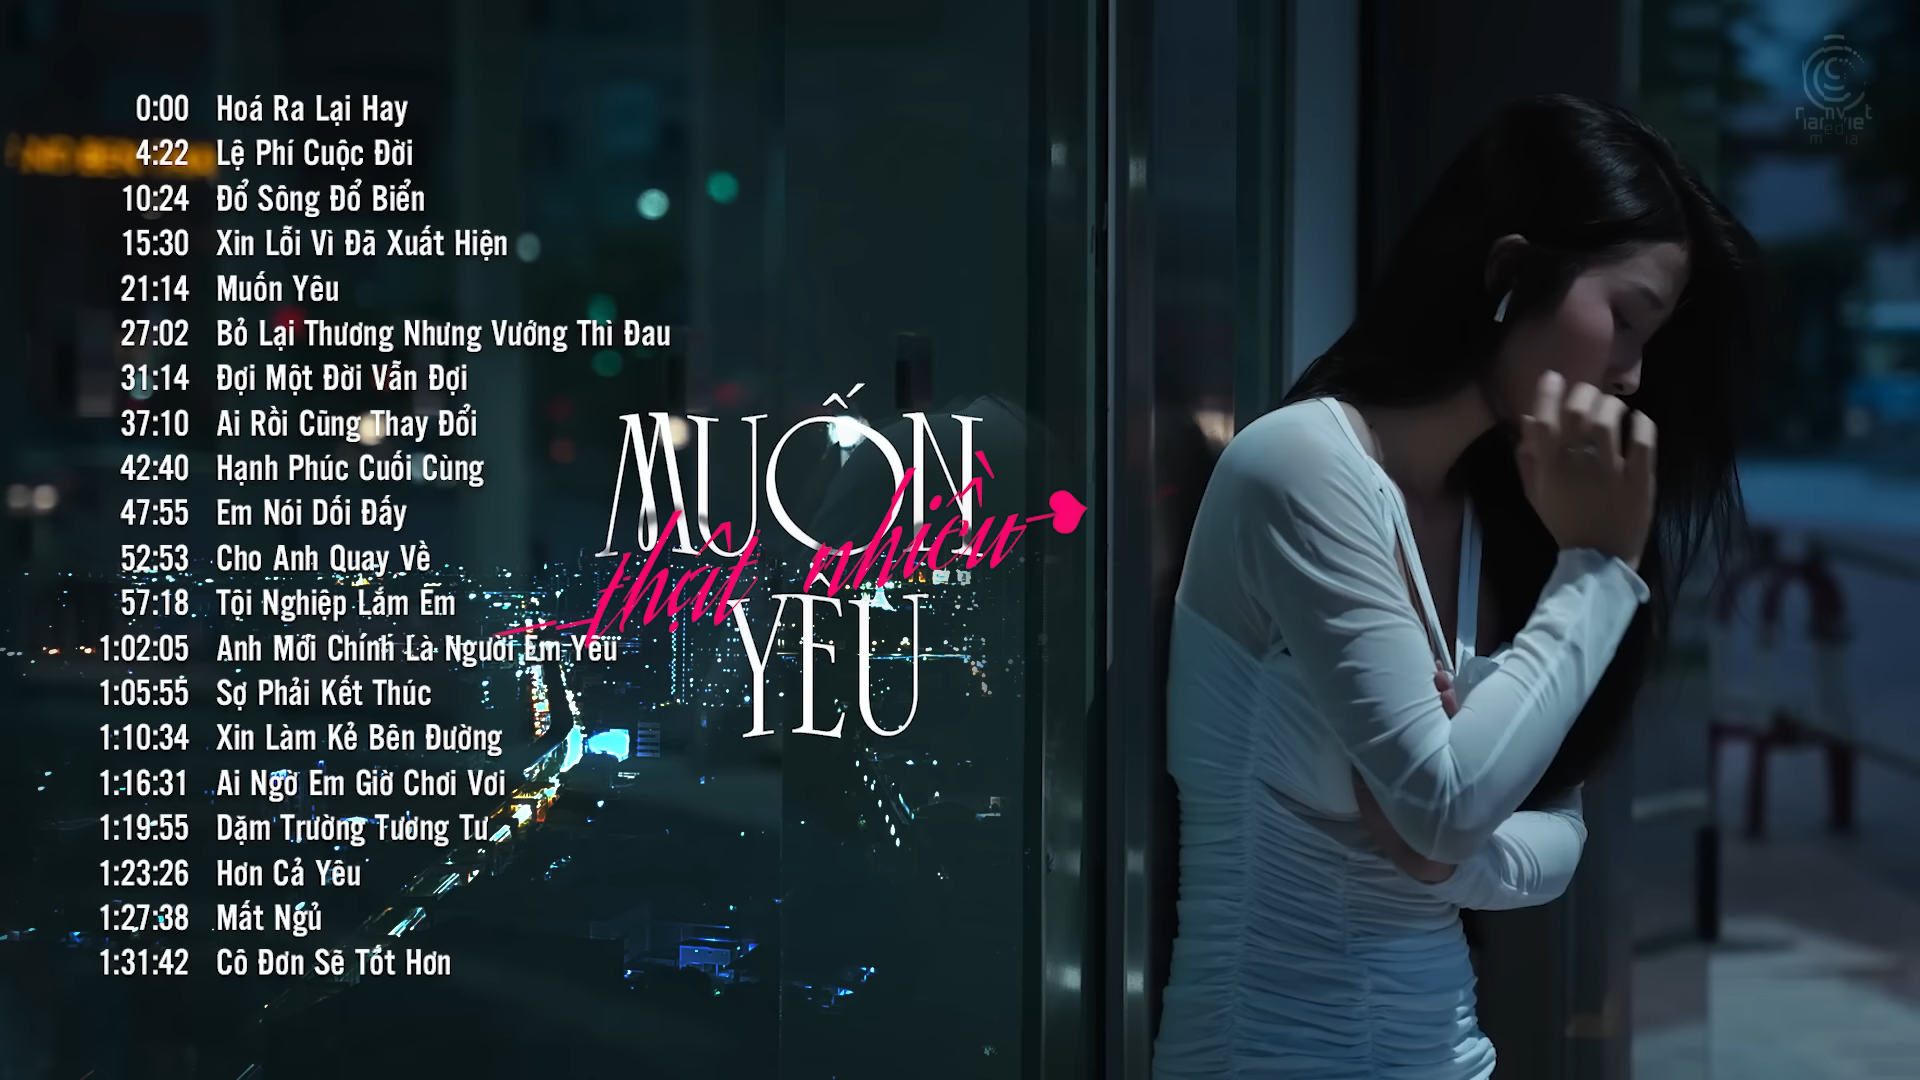 0:00 Hoá Ra Lại Hay
4:22 Lệ Phí Cuộc Đời
10:24 Đổ Sông Đổ Biển
15:30 Xin Lỗi Vì Đã Xuất Hiện
21:14 Muốn Yêu
27:02 Bỏ Lại Thương Nhưng Vướng Thì Đau
31:14 Đợi Một Đời Vẫn Đợi
37:10 Ai Rồi Cũng Thay Đổi
42:40 Hạnh Phúc Cuối Cùng
47:55 Em Nói Dối Đấy
52:53 Cho Anh Quay Về
57:18 Tội Nghiệp Lắm Em
1:02:05 Anh Mới Chính Là Người Em Yêu
1:05:55 Sợ Phải Kết Thúc
1:10:34 Xin Làm Kẻ Bên Đường
1:16:31 Ai Ngờ Em Giờ Chơi Vơi
1:19:55 Dặm Trường Tương Tư
1:23:26 Hơn Cả Yêu
1:27:38 Mất Ngủ
1:31:42 Cô Đơn Sẽ Tốt Hơn
MUỐN
thật nhiều
YÊU
media